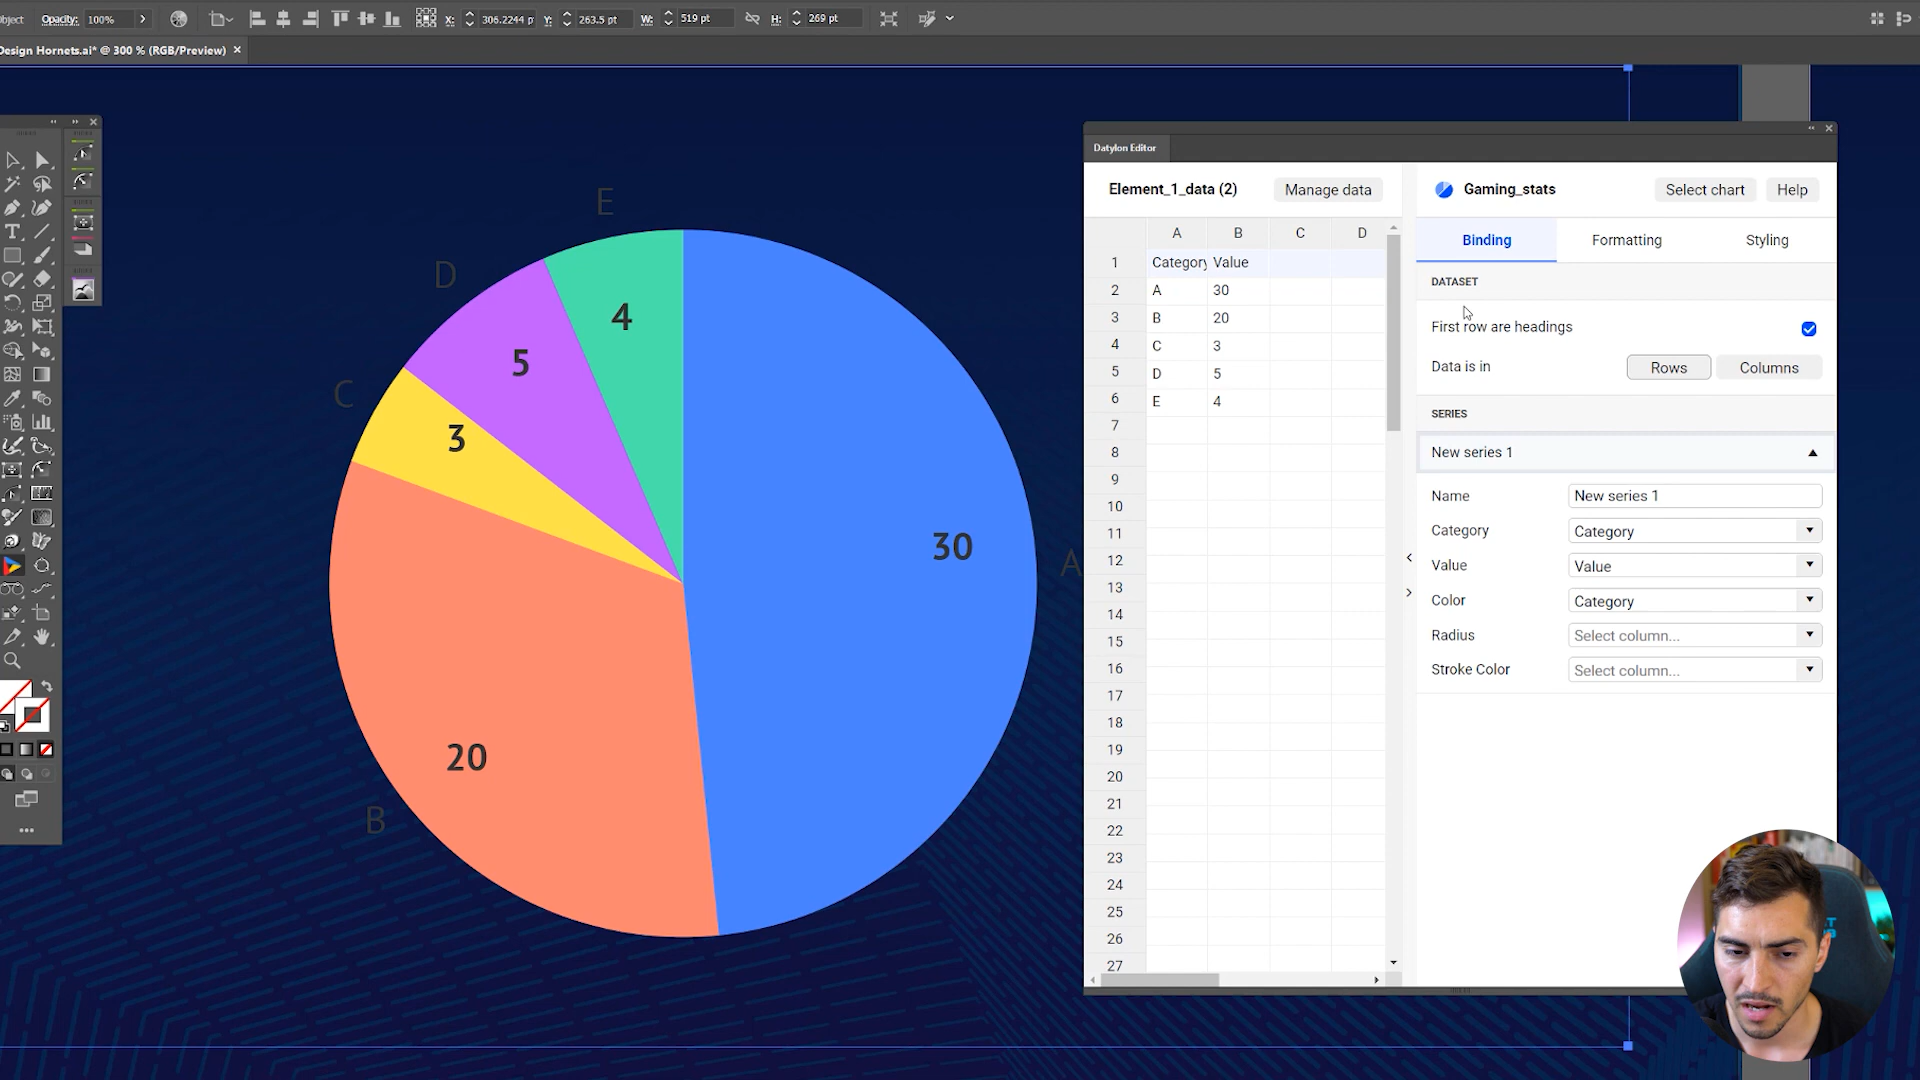 Object Opacity: 100% X: 306.2244 p Y: 263.5 pt W: 519 pt H: 269 pt
Design Hornets.ai* @ 300 % (RGB/Preview) ×
Datylon Editor
Element_1_data (2) Manage data
Gaming_stats Select chart Help
A B C D
Binding Formatting Styling
1 Category Value
2 A 30
3 B 20
4 C 3
5 D 5
6 E 4
7
8
9
10
11
12
13
14
15
16
17
18
19
20
21
22
23
24
25
26
27
DATASET
First row are headings
Data is in Rows Columns
SERIES
New series 1
Name New series 1
Category Category
Value Value
Color Category
Radius Select column...
Stroke Color Select column...
E
D
4
5
C
3
30
A
20
B